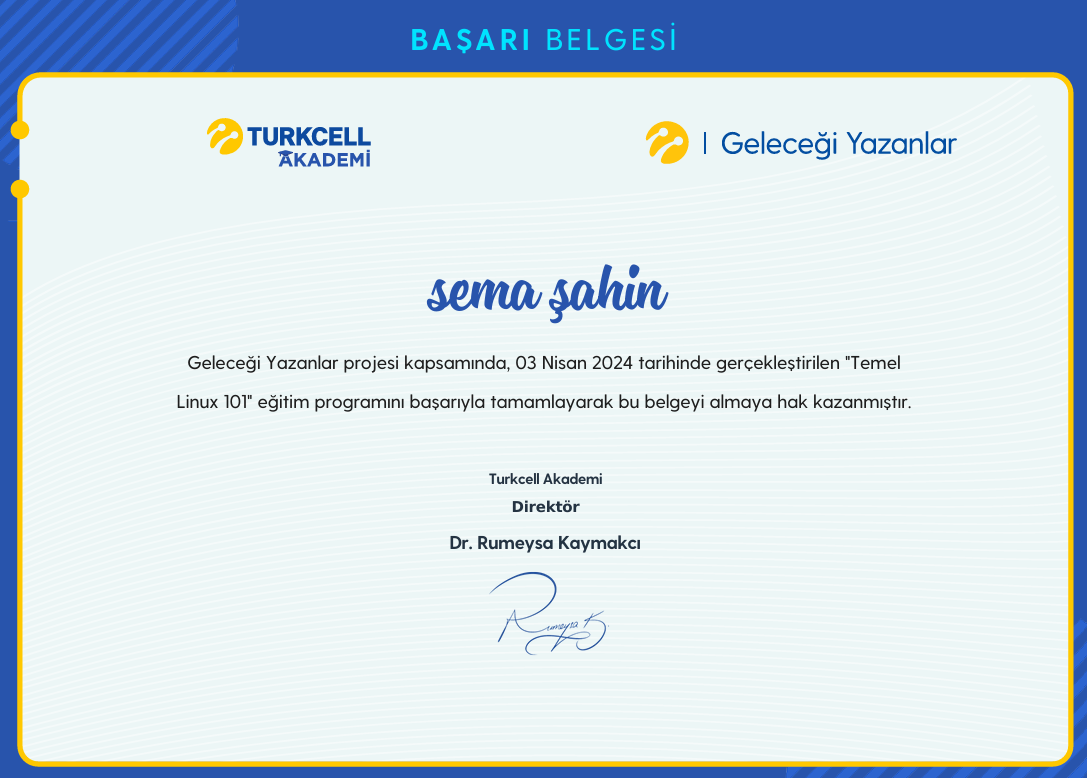 BAŞARI BELGESİ
TURKCELL
AKADEMİ
Geleceği Yazanlar
sema şahin
Geleceği Yazanlar projesi kapsamında, 03 Nisan 2024 tarihinde gerçekleştirilen "Temel
Linux 101" eğitim programını başarıyla tamamlayarak bu belgeyi almaya hak kazanmıştır.
Turkcell Akademi
Direktör
Dr. Rumeysa Kaymakcı
Rumeysa K